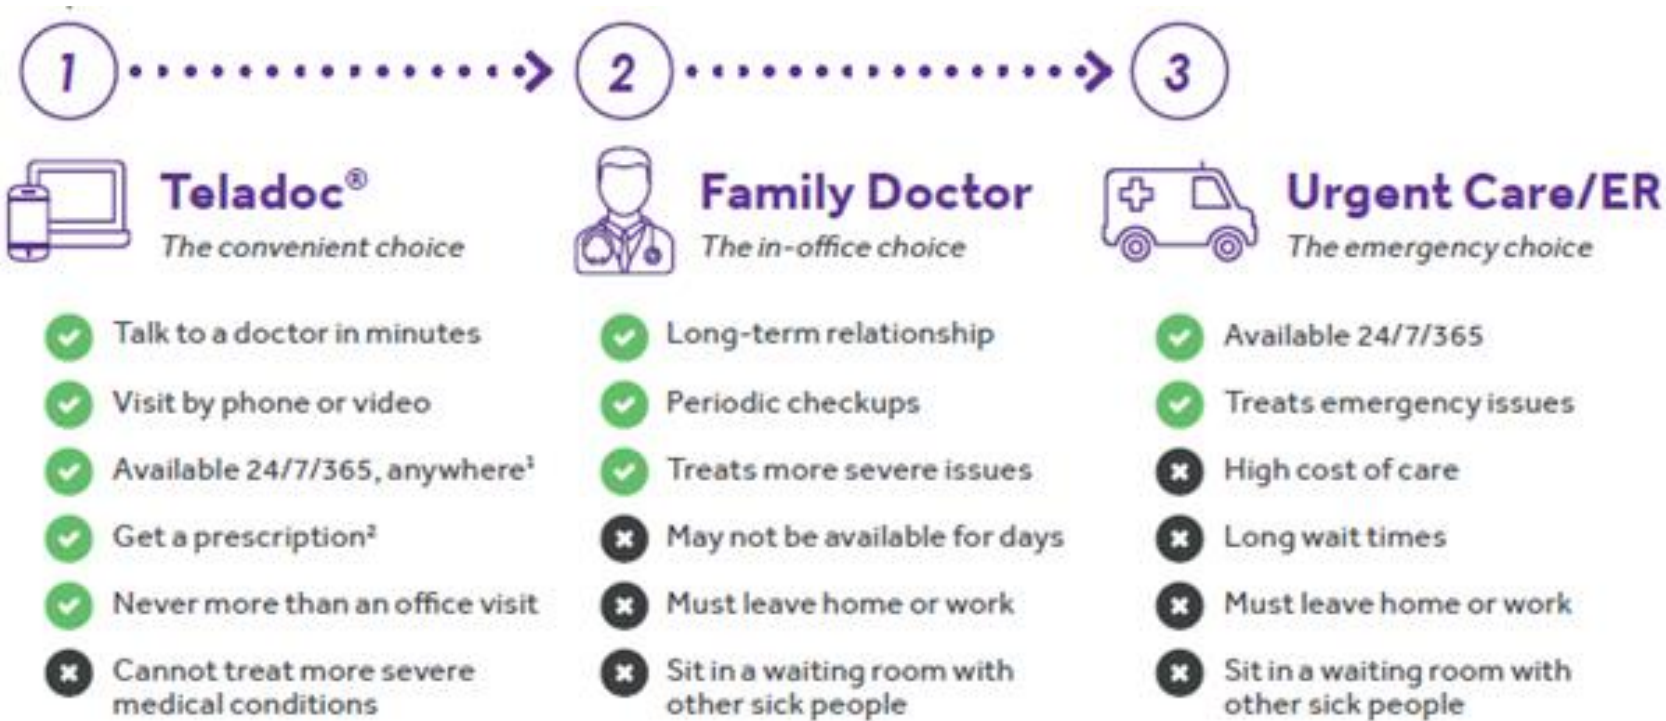 1
2
3
Teladoc®
The convenient choice
Talk to a doctor in minutes
Visit by phone or video
Available 24/7/365, anywhere¹
Get a prescription²
Never more than an office visit
Cannot treat more severe
medical conditions
Family Doctor
The in-office choice
Long-term relationship
Periodic checkups
Treats more severe issues
May not be available for days
Must leave home or work
Sit in a waiting room with
other sick people
Urgent Care/ER
The emergency choice
Available 24/7/365
Treats emergency issues
High cost of care
Long wait times
Must leave home or work
Sit in a waiting room with
other sick people